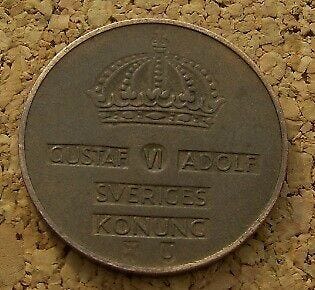 GUSTAF VI ADOLF
SVERIGES
KONUNG